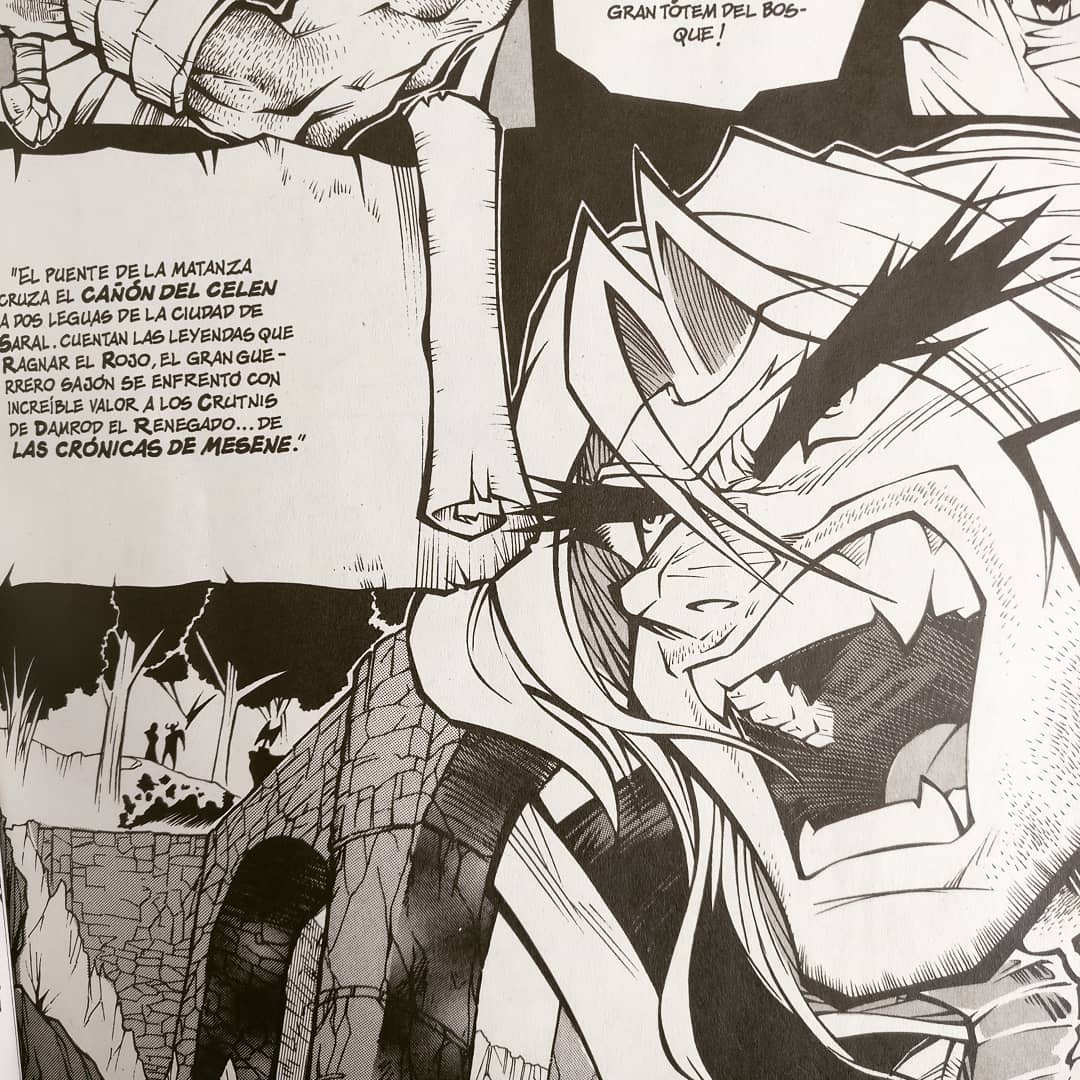 GRAN TÓTEM DEL BOS-
QUE!
"EL PUENTE DE LA MATANZA
CRUZA EL CAÑÓN DEL CELEN
A DOS LEGUAS DE LA CIUDAD DE
SARAL. CUENTAN LAS LEYENDAS QUE
RAGNAR EL ROJO, EL GRAN GUE-
RRERO SAJÓN SE ENFRENTÓ CON
INCREÍBLE VALOR A LOS CRUTNIS
DE DAMROD EL RENEGADO... DE
LAS CRÓNICAS DE MESENE."